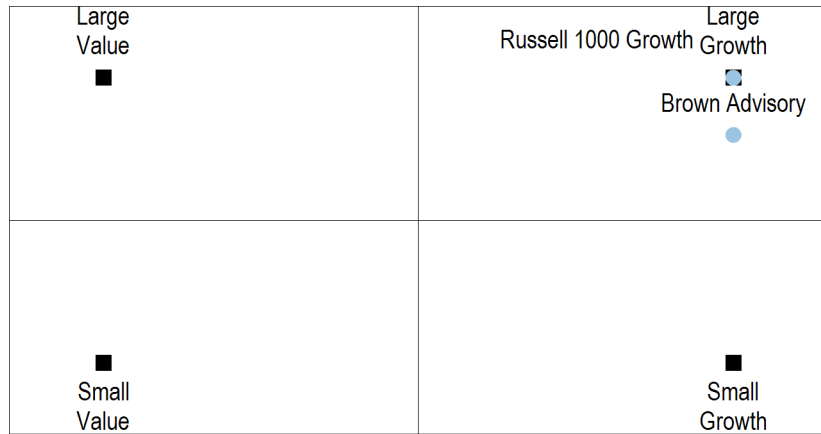 Large
Value
Russell 1000 Growth
Large
Growth
Brown Advisory
Small
Value
Small
Growth